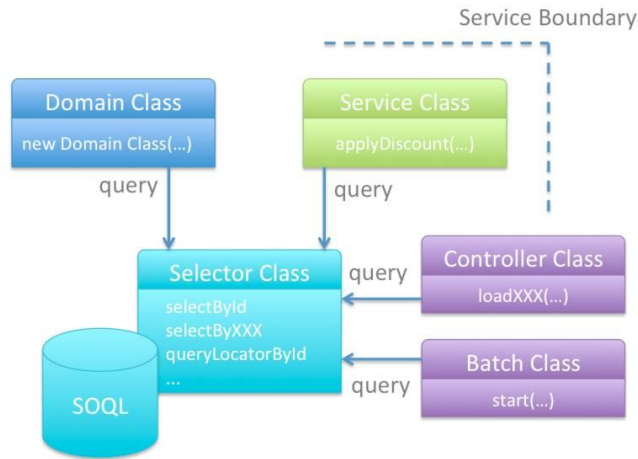 Service Boundary
Domain Class
new Domain Class(...)
Service Class
applyDiscount(...)
query
query
Selector Class
selectById
selectByXXX
queryLocatorById
...
query
Controller Class
loadXXX(...)
query
Batch Class
start(...)
SOQL